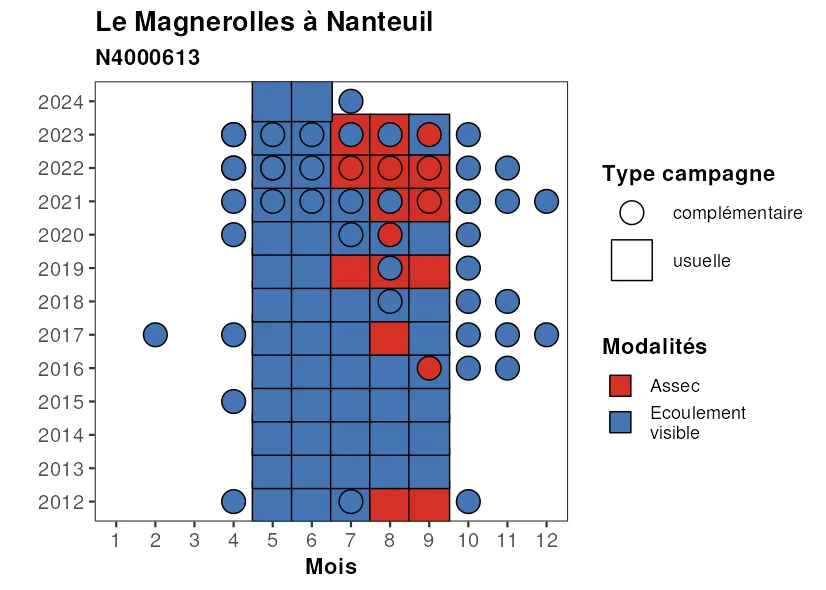 Le Magnerolles à Nanteuil
N4000613
2024
2023
2022
2021
2020
2019
2018
2017
2016
2015
2014
2013
2012
1 2 3 4 5 6 7 8 9 10 11 12
Mois
Type campagne
complémentaire
usuelle
Modalités
Assec
Ecoulement
visible